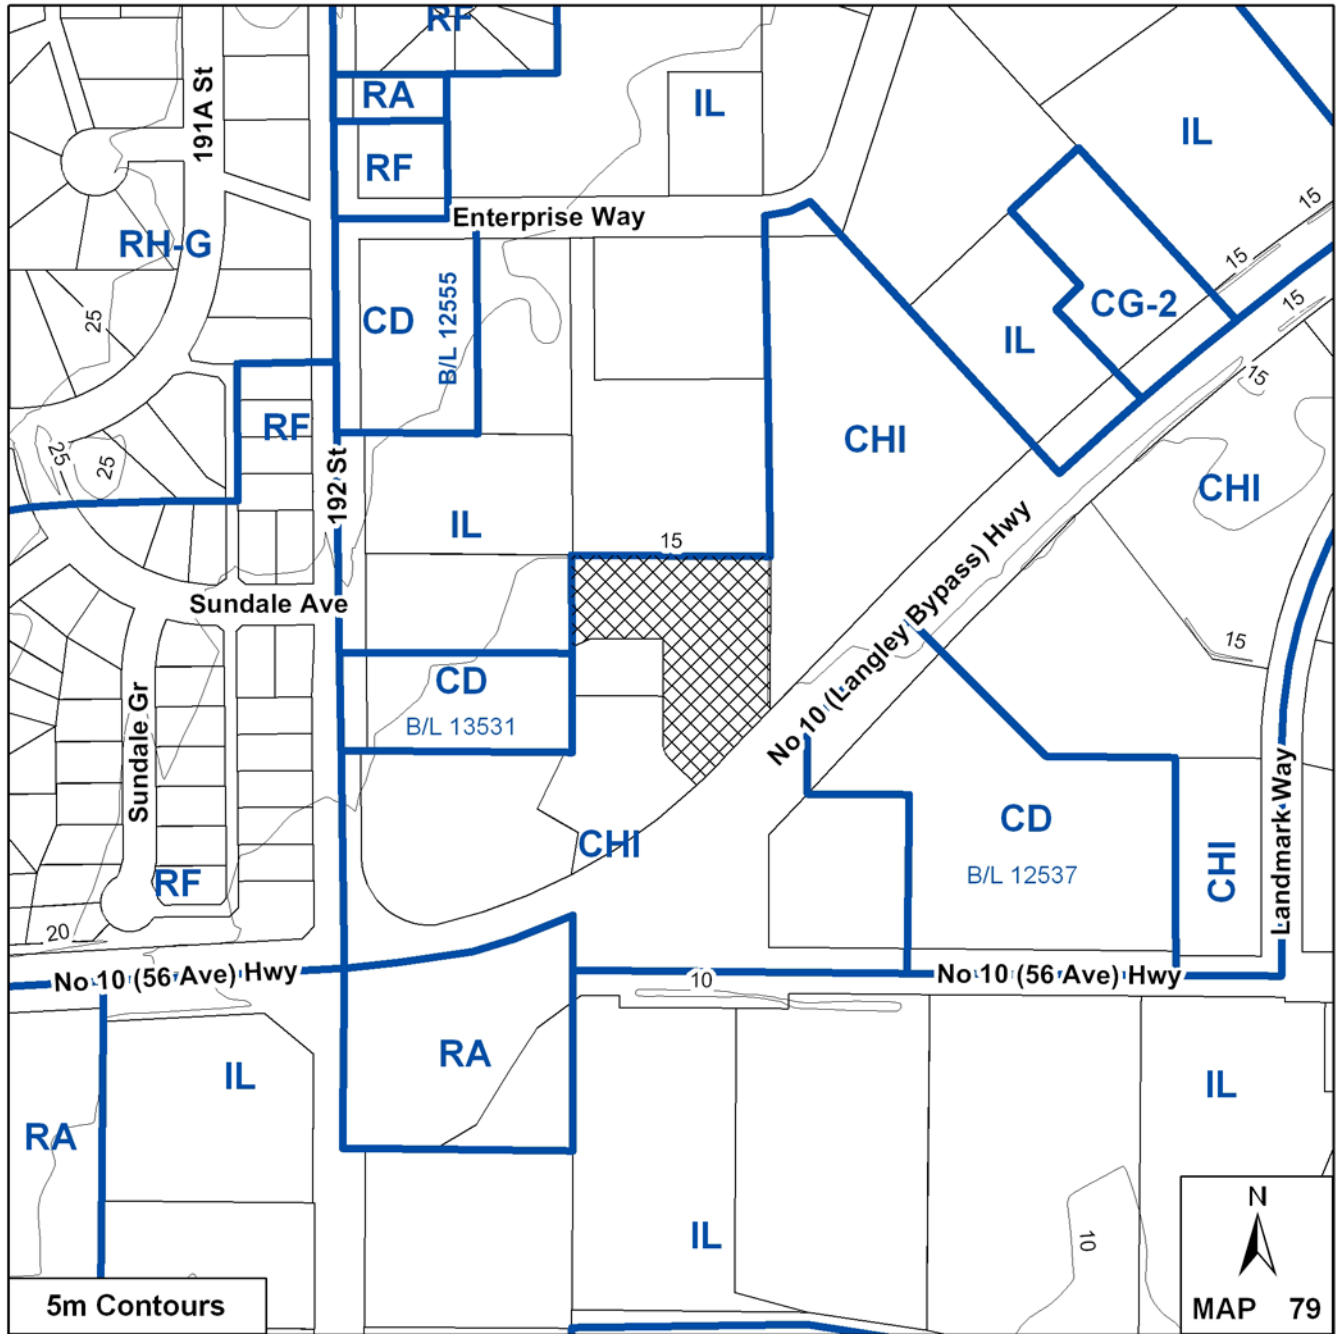 RF
191A St
RA
IL
IL
RF
15
Enterprise Way
RH-G
15
15
CG-2
25
CD
B/L 12555
IL
15
RF
CHI
25
25
192 St
CHI
IL
15
No 10 (Langley Bypass) Hwy
Sundale Ave
15
CD
B/L 13531
Sundale Gr
CD
B/L 12537
CHI
CHI
Landmark Way
RF
20
No 10 (56 Ave) Hwy
10
No 10 (56 Ave) Hwy
RA
IL
IL
RA
IL
10
N
5m Contours
MAP 79